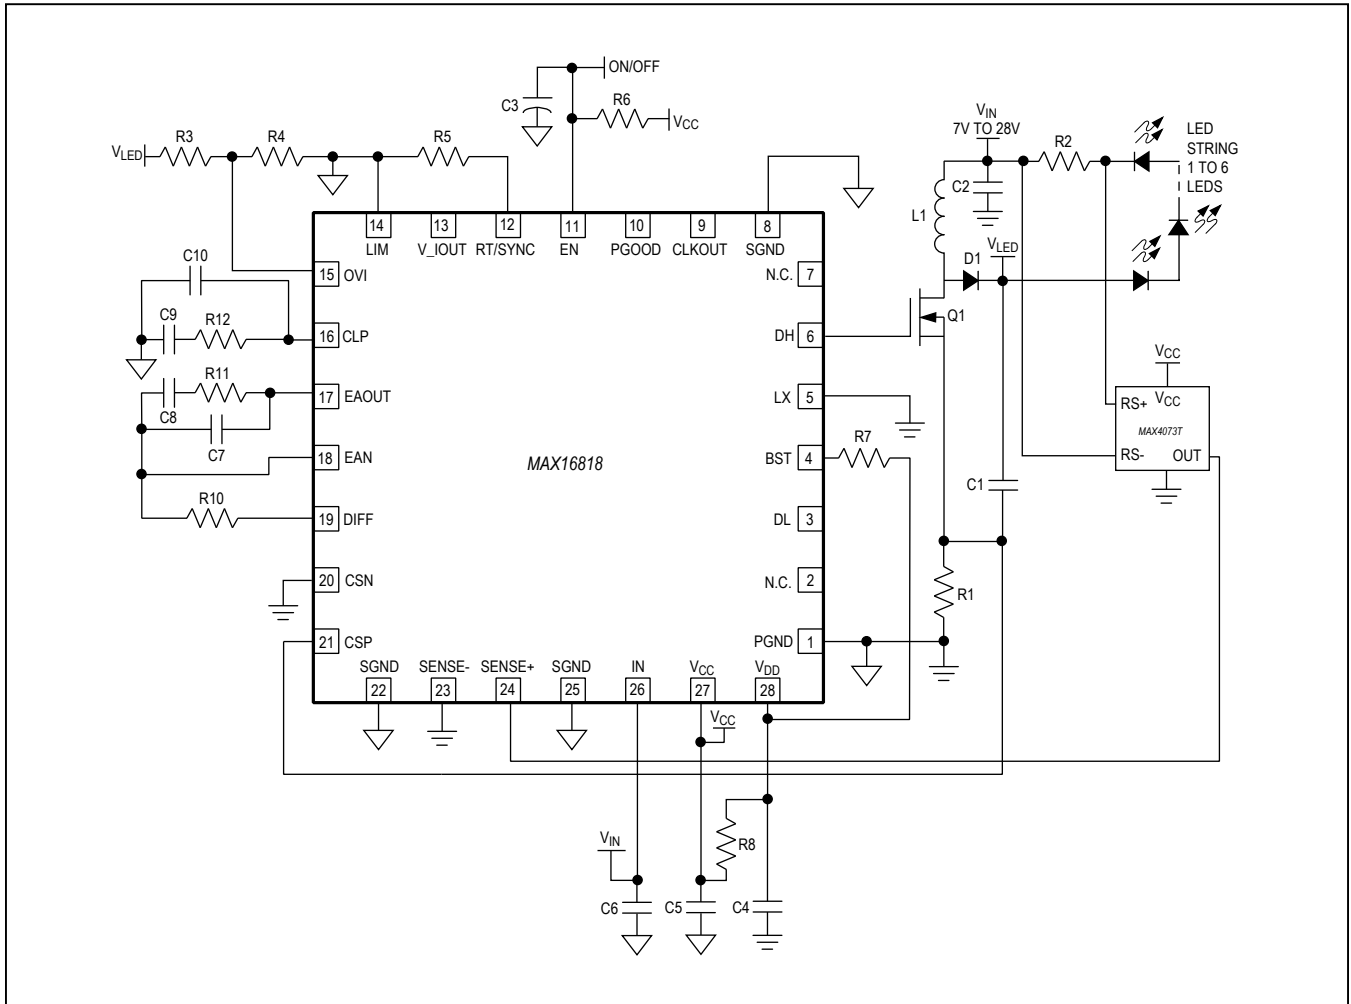 ON/OFF
C3
R6
VCC
VIN
7V TO 28V
R2
LED
STRING
1 TO 6
LEDS
VLED
R3
R4
R5
C2
L1
14
13
12
11
10
9
8
LIM
V_IOUT
RT/SYNC
EN
PGOOD
CLKOUT
SGND
VLED
D1
C10
15
OVI
N.C.
7
C9
R12
16
CLP
DH
6
Q1
VCC
R11
C8
C7
17
EAOUT
LX
5
RS+
VCC
MAX4073T
RS-
OUT
R7
18
EAN
MAX16818
BST
4
C1
R10
19
DIFF
DL
3
20
CSN
N.C.
2
R1
21
CSP
PGND
1
SGND
SENSE-
SENSE+
SGND
IN
VCC
VDD
22
23
24
25
26
27
28
VCC
VIN
R8
C6
C5
C4